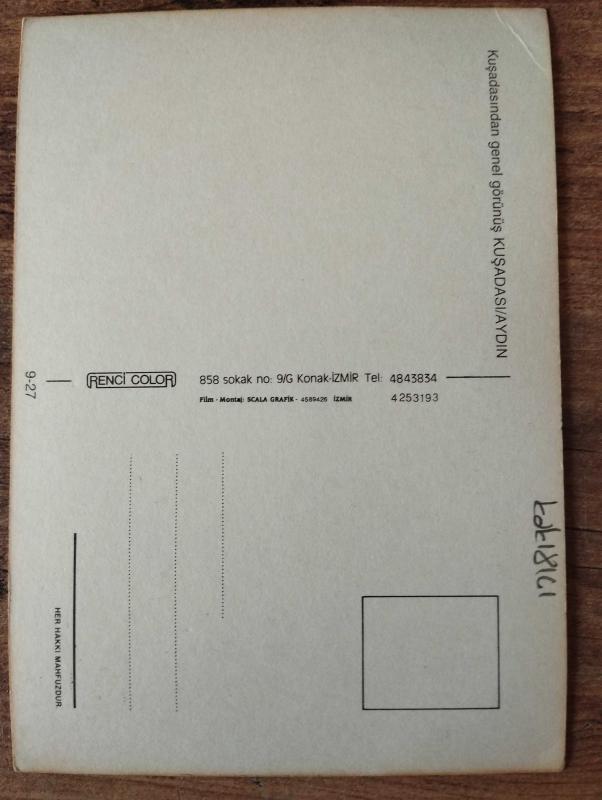 Kuşadasından genel görünüş KUŞADASI/AYDIN
9-27
RENCİ COLOR
858 sokak no: 9/G Konak-İZMİR Tel: 4843834
4253193
Film - Montaj: SCALA GRAFİK - 4589426 İZMİR
HER HAKKI MAHFUZDUR